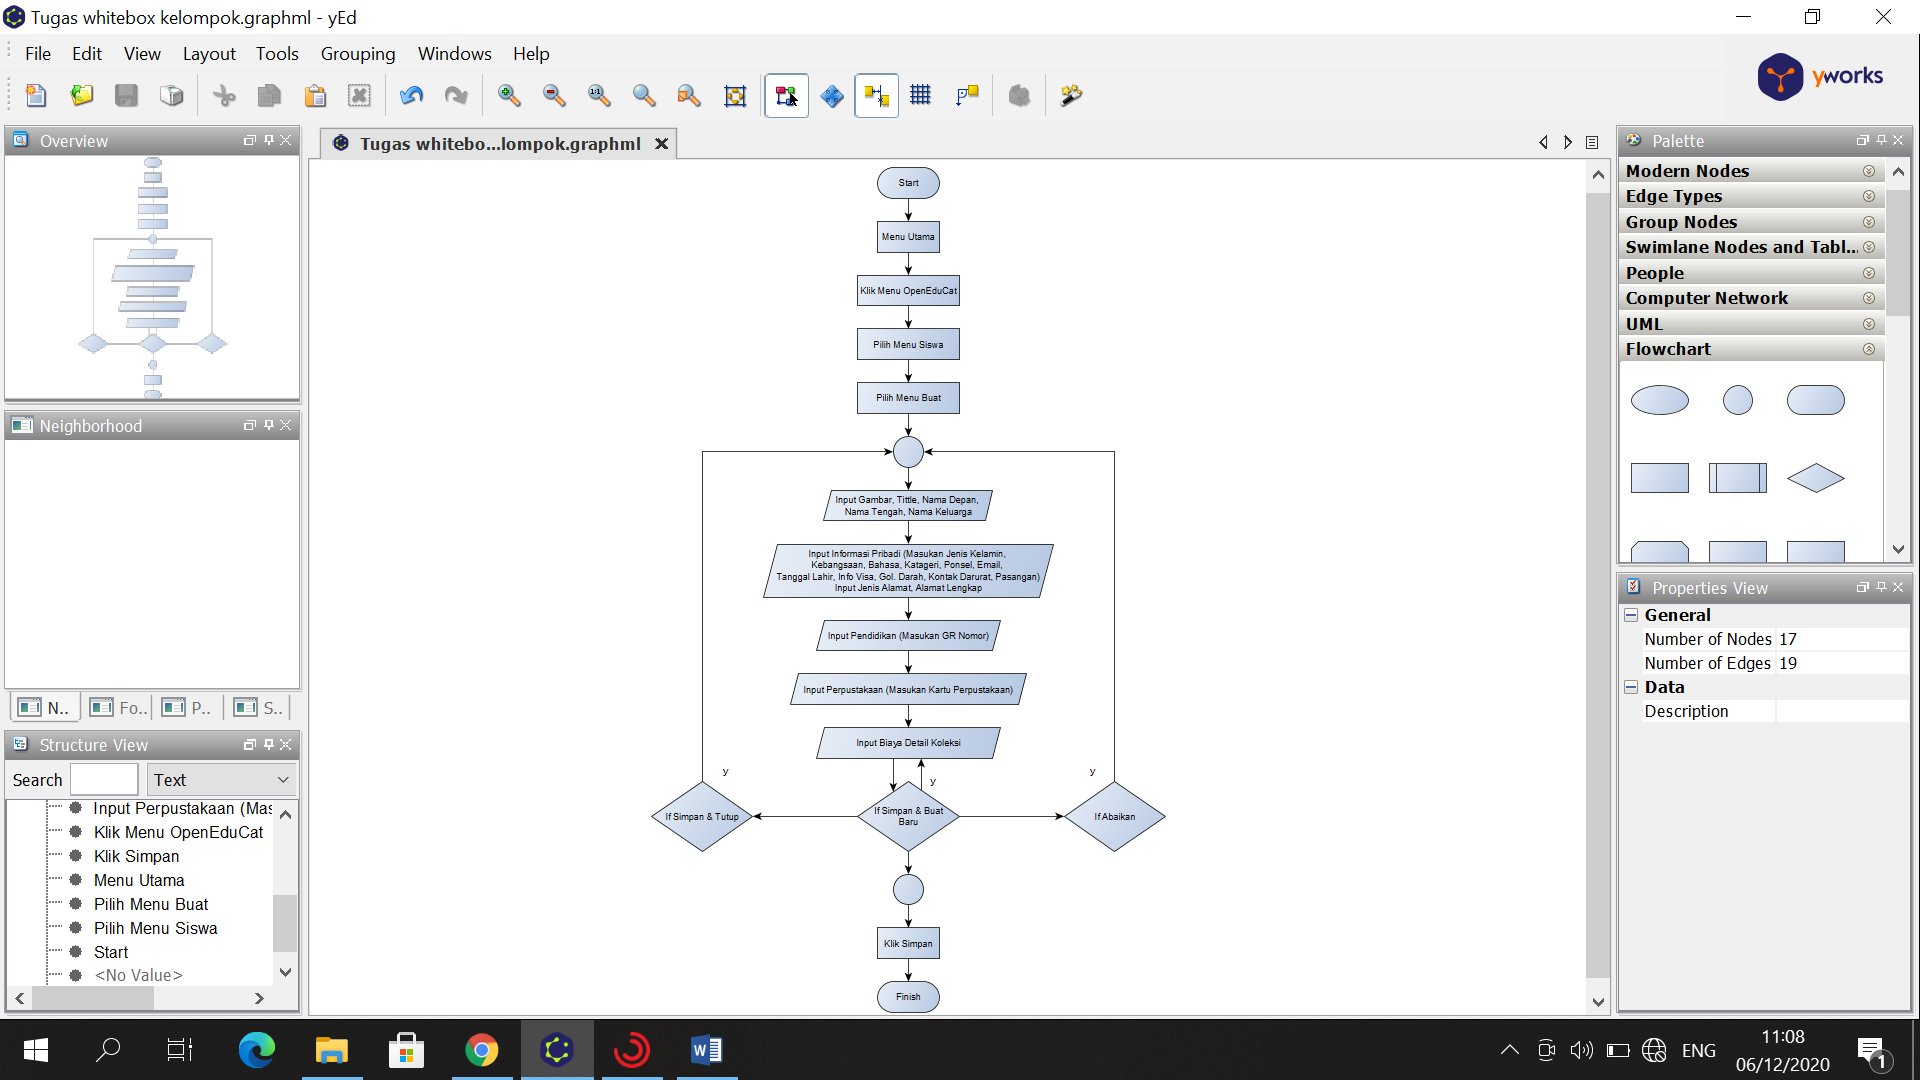 Tugas whitebox kelompok.graphml - yEd
File Edit View Layout Tools Grouping Windows Help
yworks
Overview
Tugas whitebo...lompok.graphml
Palette
Modern Nodes
Edge Types
Group Nodes
Swimlane Nodes and Tabl...
People
Computer Network
UML
Flowchart
Neighborhood
N.. Fo.. P.. S..
Structure View
Search Text
Input Perpustakaan (Mas
Klik Menu OpenEduCat
Klik Simpan
Menu Utama
Pilih Menu Buat
Pilih Menu Siswa
Start
<No Value>
Start
Menu Utama
Klik Menu OpenEduCat
Pilih Menu Siswa
Pilih Menu Buat
Input Gambar, Tittle, Nama Depan,
Nama Tengah, Nama Keluarga
Input Informasi Pribadi (Masukan Jenis Kelamin,
Kebangsaan, Bahasa, Katageri, Ponsel, Email,
Tanggal Lahir, Info Visa, Gol. Darah, Kontak Darurat, Pasangan)
Input Jenis Alamat, Alamat Lengkap
Input Pendidikan (Masukan GR Nomor)
Input Perpustakaan (Masukan Kartu Perpustakaan)
Input Biaya Detail Koleksi
y
y
y
If Simpan & Tutup
If Simpan & Buat
Baru
If Abaikan
Klik Simpan
Finish
Properties View
General
Number of Nodes 17
Number of Edges 19
Data
Description
ENG
11:08
06/12/2020
1